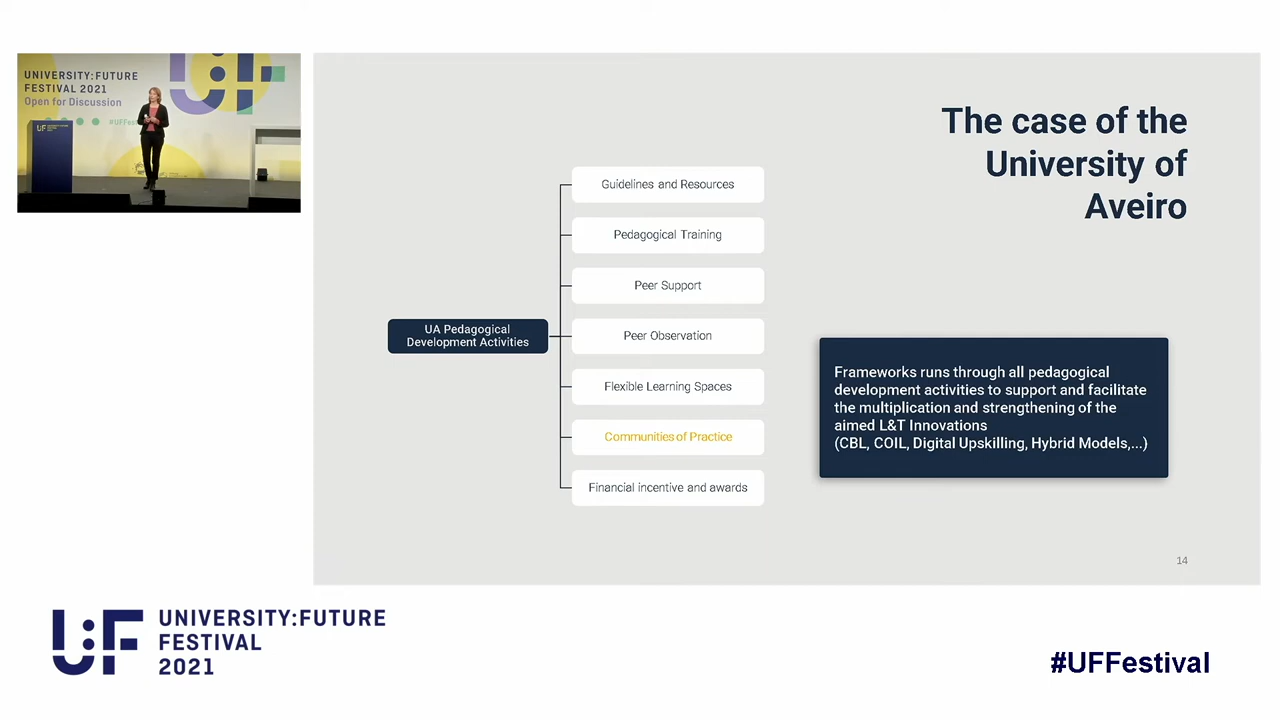 UNIVERSITY:FUTURE
FESTIVAL 2021
Open for Discussion
The case of the
University of
Aveiro
Guidelines and Resources
Pedagogical Training
Peer Support
UA Pedagogical
Development Activities
Peer Observation
Flexible Learning Spaces
Communities of Practice
Financial incentive and awards
Frameworks runs through all pedagogical
development activities to support and facilitate
the multiplication and strengthening of the
aimed L&T Innovations
(CBL, COIL, Digital Upskilling, Hybrid Models,...)
14
U:F
UNIVERSITY:FUTURE
FESTIVAL
2021
#UFFestival